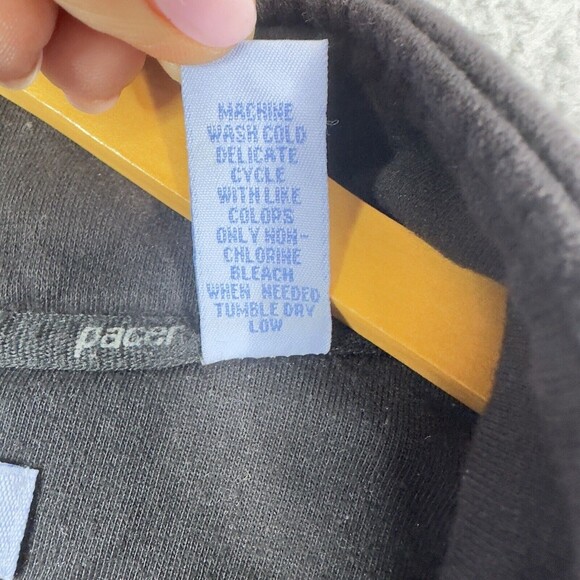 MACHINE
WASH COLD
DELICATE
CYCLE
WITH LIKE
COLORS
ONLY NON-
CHLORINE
BLEACH
WHEN NEEDED
TUMBLE DRY
LOW
pacer